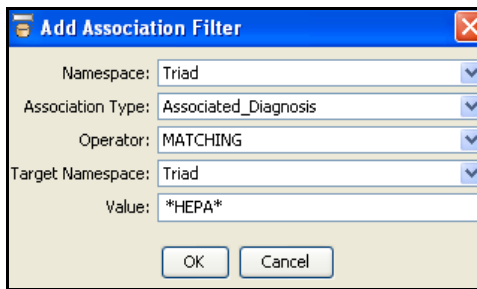 Add Association Filter
Namespace: Triad
Association Type: Associated_Diagnosis
Operator: MATCHING
Target Namespace: Triad
Value: *HEPA*
OK Cancel